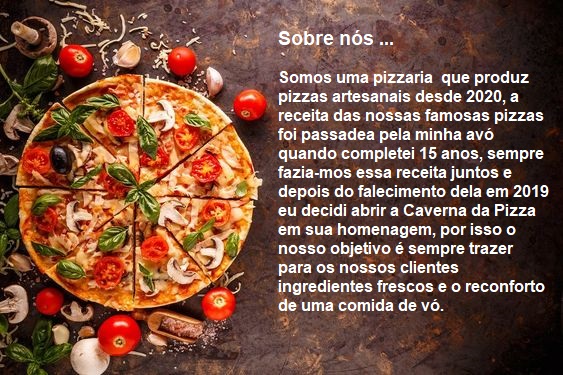 Sobre nós ...
Somos uma pizzaria  que produz
pizzas artesanais desde 2020, a
receita das nossas famosas pizzas
foi passadea pela minha avó
quando completei 15 anos, sempre
fazia-mos essa receita juntos e
depois do falecimento dela em 2019
eu decidi abrir a Caverna da Pizza
em sua homenagem, por isso o
nosso objetivo é sempre trazer
para os nossos clientes
ingredientes frescos e o reconforto
de uma comida de vó.